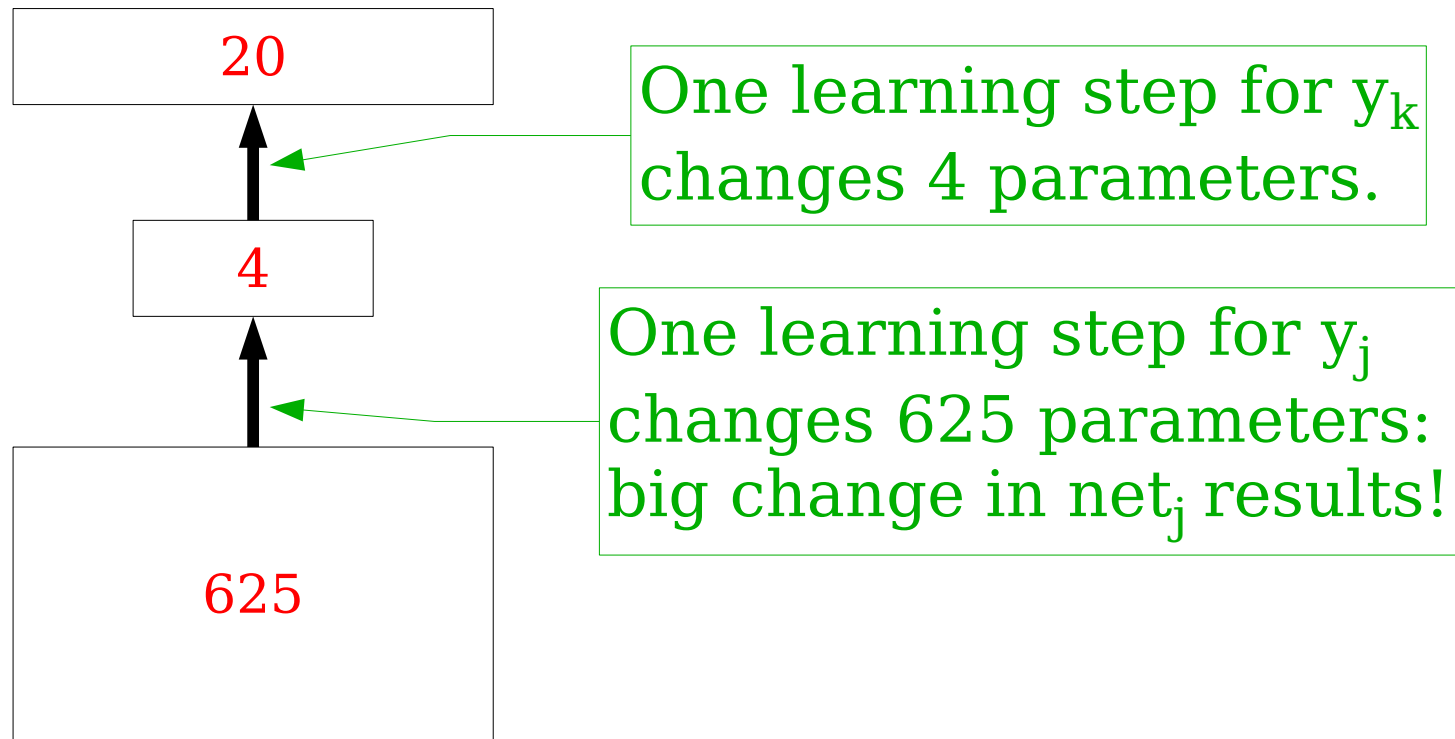 20
One learning step for yk
changes 4 parameters.
4
One learning step for yj
changes 625 parameters:
big change in netj results!
625